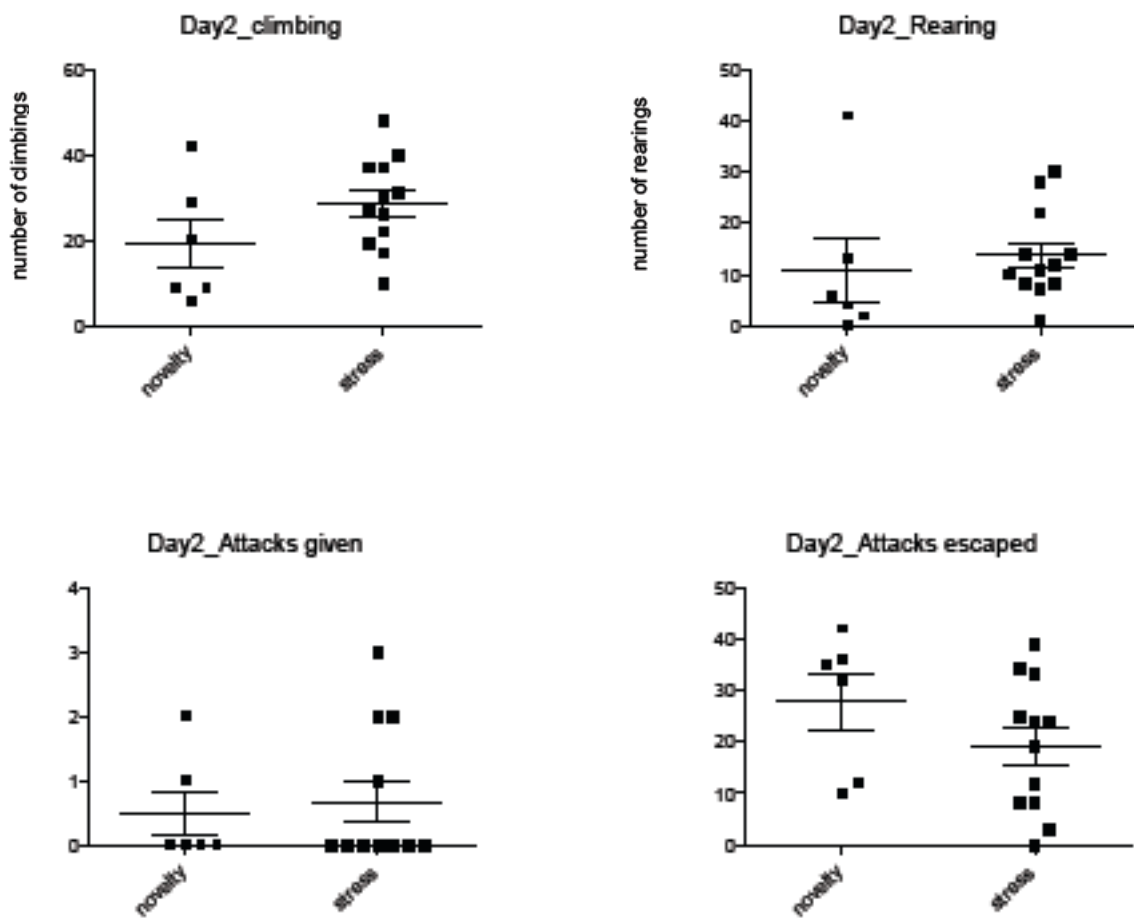 Day2_climbing
number of climbings
60
40
20
0
novelty
stress
Day2_Rearing
number of rearings
50
40
30
20
10
0
novelty
stress
Day2_Attacks given
4
3
2
1
0
novelty
stress
Day2_Attacks escaped
50
40
30
20
10
0
novelty
stress